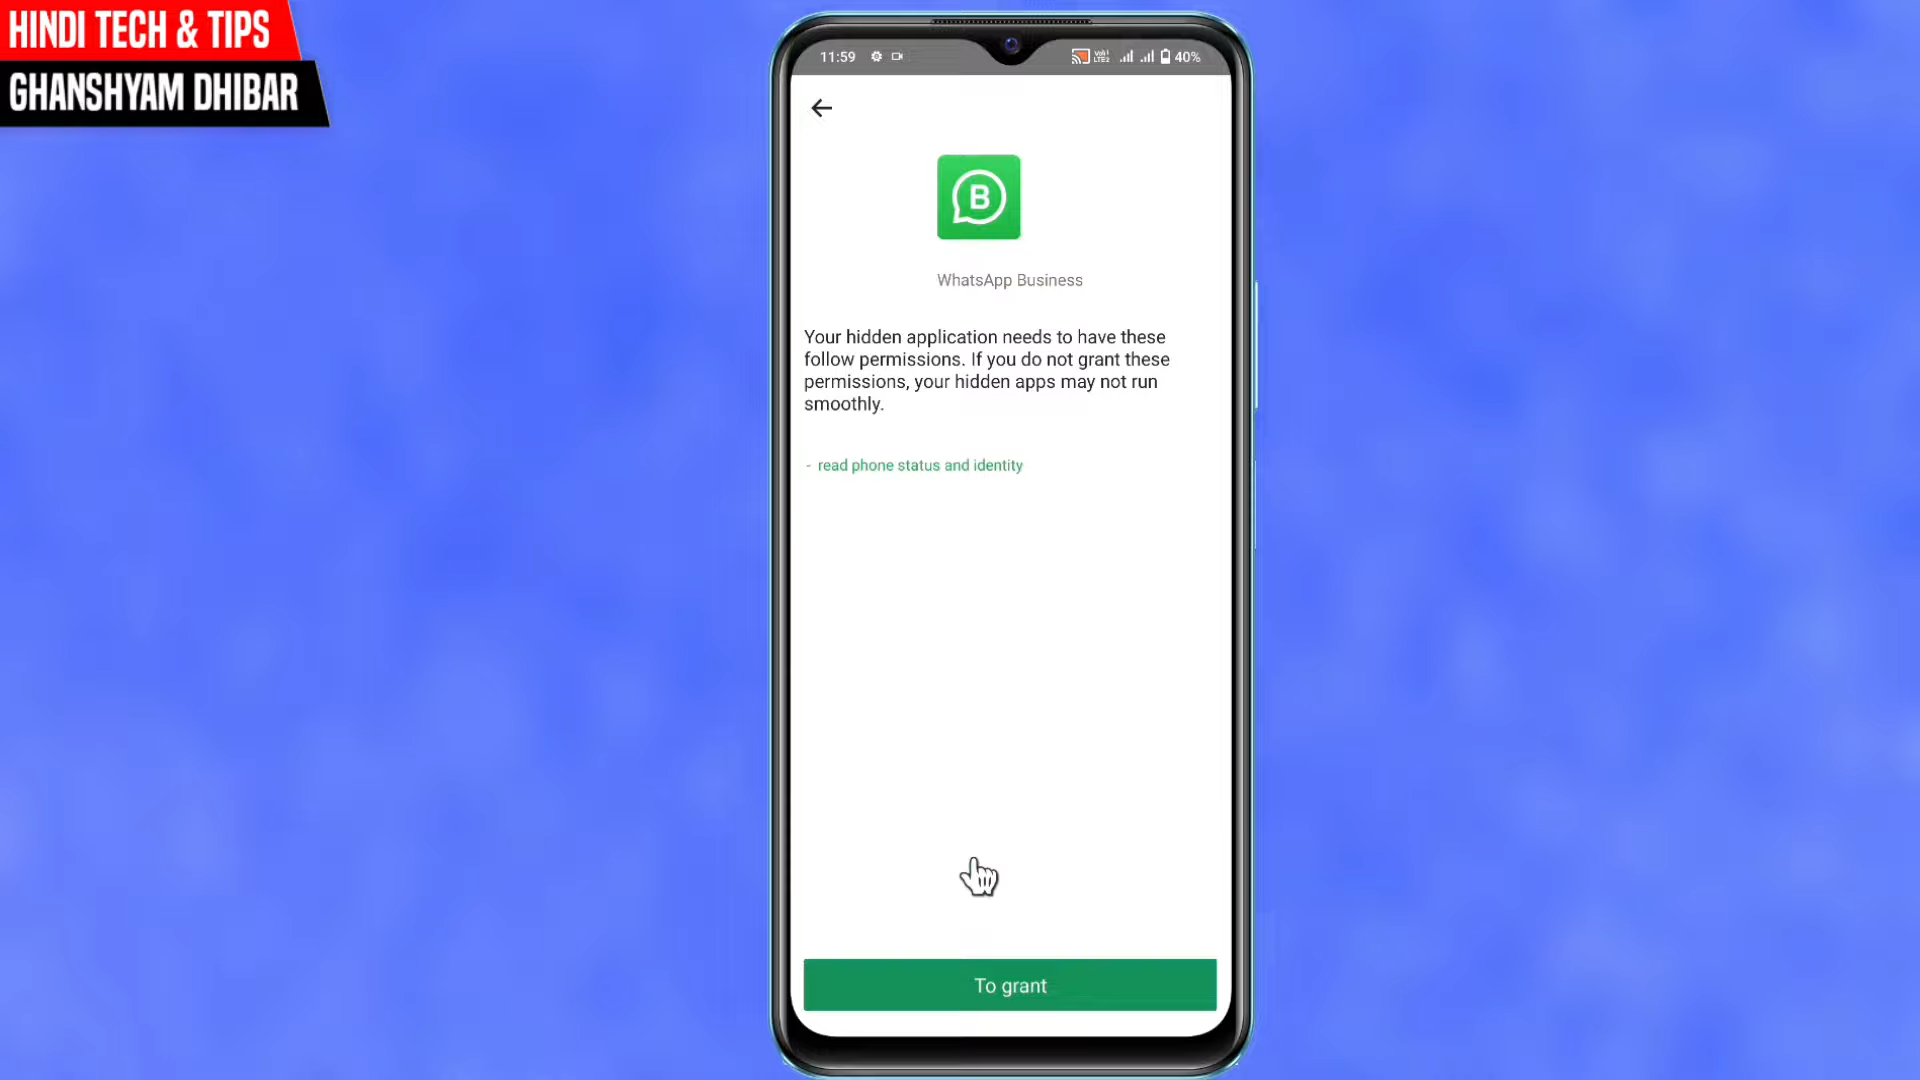 HINDI TECH & TIPS
GHANSHYAM DHIBAR
11:59
Vo1
LTE2
40%
B
WhatsApp Business
Your hidden application needs to have these
follow permissions. If you do not grant these
permissions, your hidden apps may not run
smoothly.
- read phone status and identity
To grant